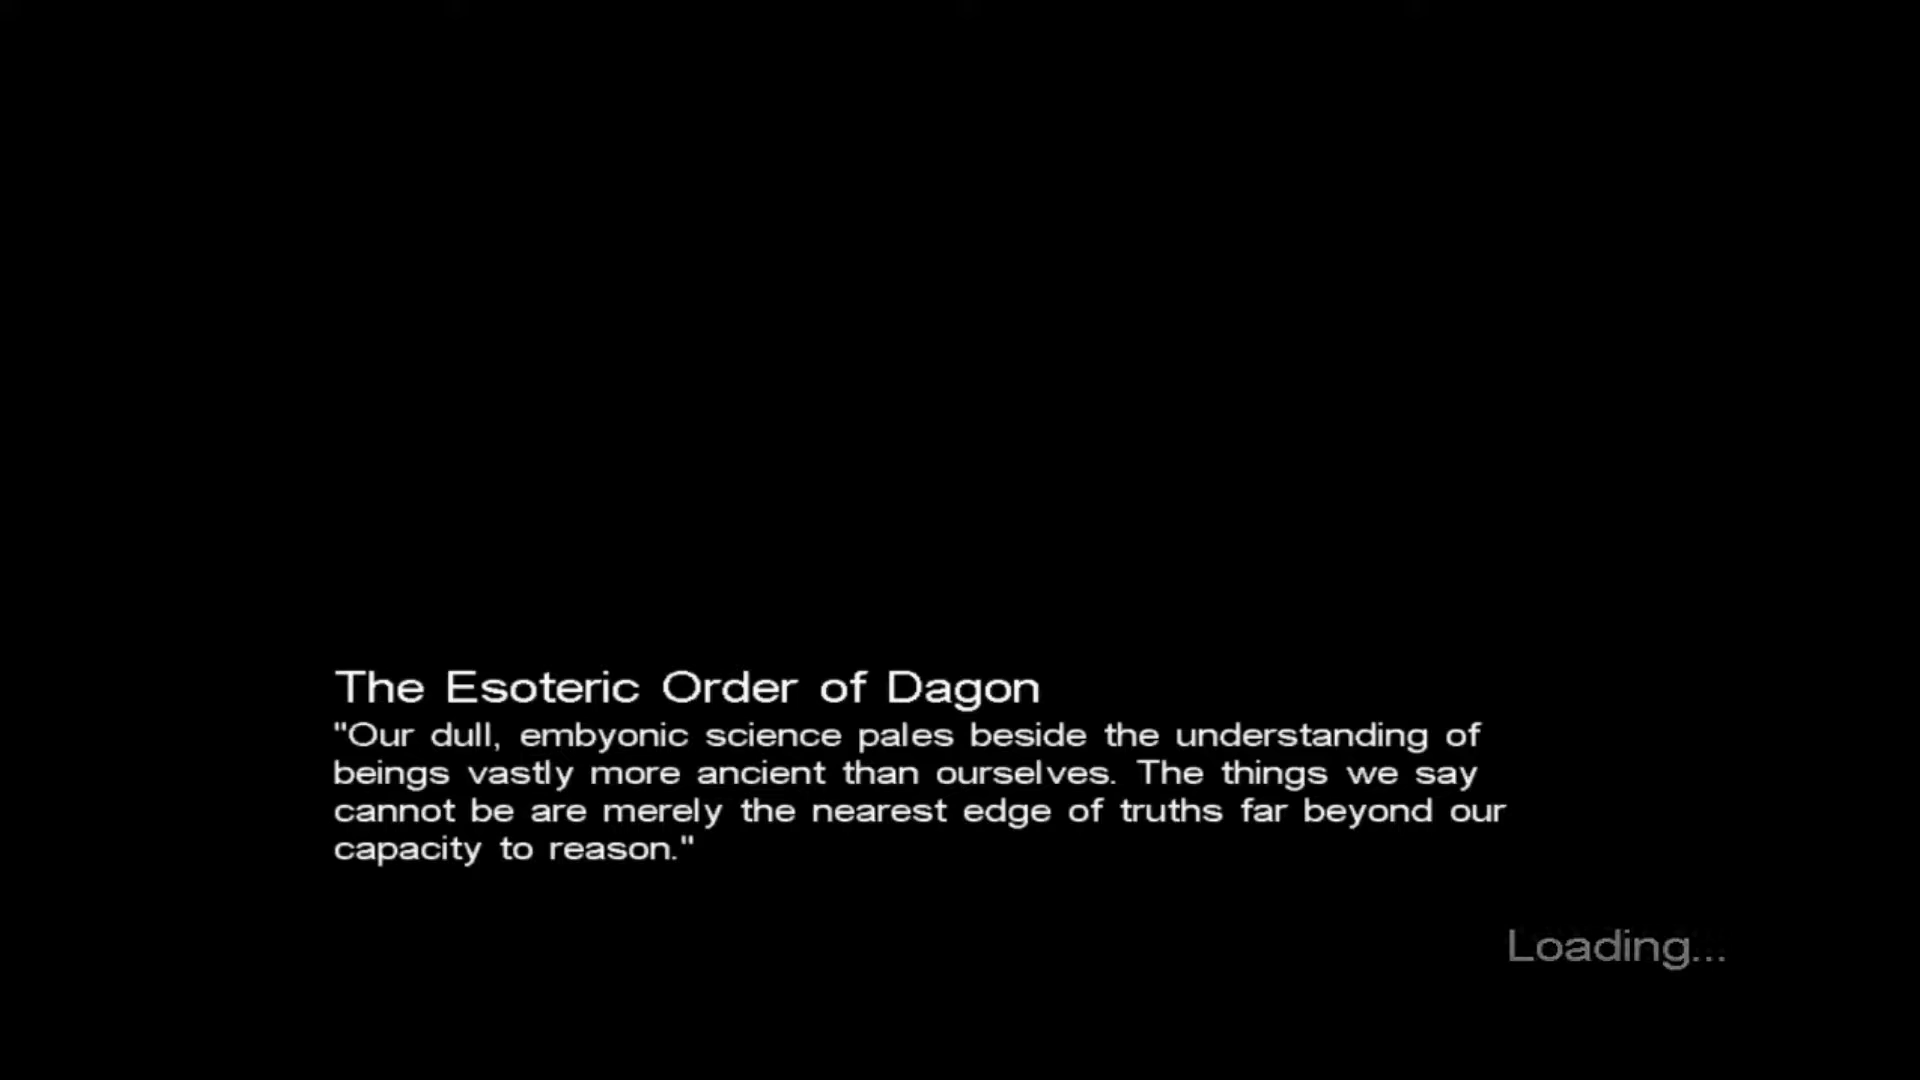 The Esoteric Order of Dagon
"Our dull, embyonic science pales beside the understanding of
beings vastly more ancient than ourselves. The things we say
cannot be are merely the nearest edge of truths far beyond our
capacity to reason."
Loading...